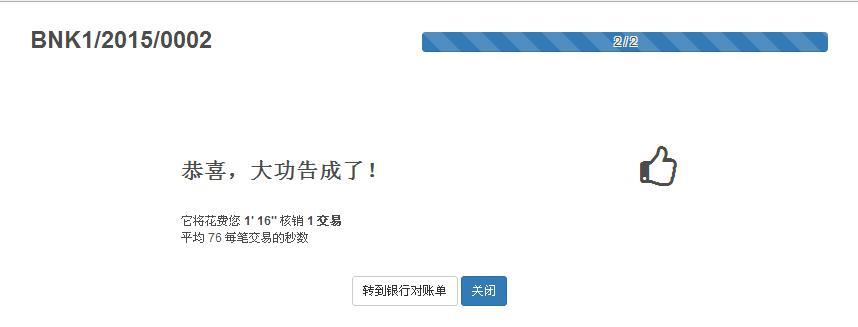 BNK1/2015/0002
2/2
恭喜，大功告成了！
它将花费您 1' 16'' 核销 1 交易
平均 76 每笔交易的秒数
转到银行对账单
关闭